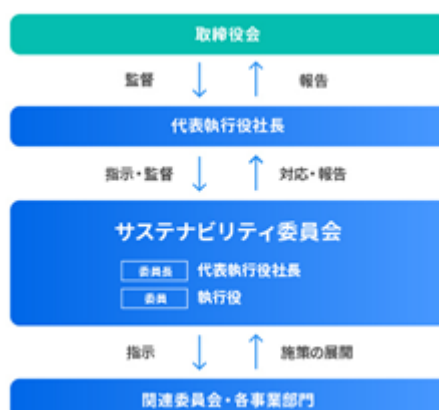 取締役会
監督 報告
代表執行役社長
指示・監督 対応・報告
サステナビリティ委員会
委員長 代表執行役社長
委員 執行役
指示 施策の展開
関連委員会・各事業部門